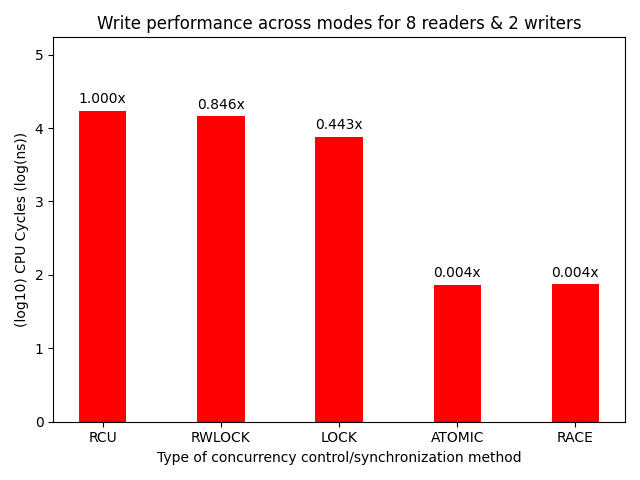 Write performance across modes for 8 readers & 2 writers
(log10) CPU Cycles (log(ns))
5
4
3
2
1
0
1.000x
0.846x
0.443x
0.004x
0.004x
RCU
RWLOCK
LOCK
ATOMIC
RACE
Type of concurrency control/synchronization method